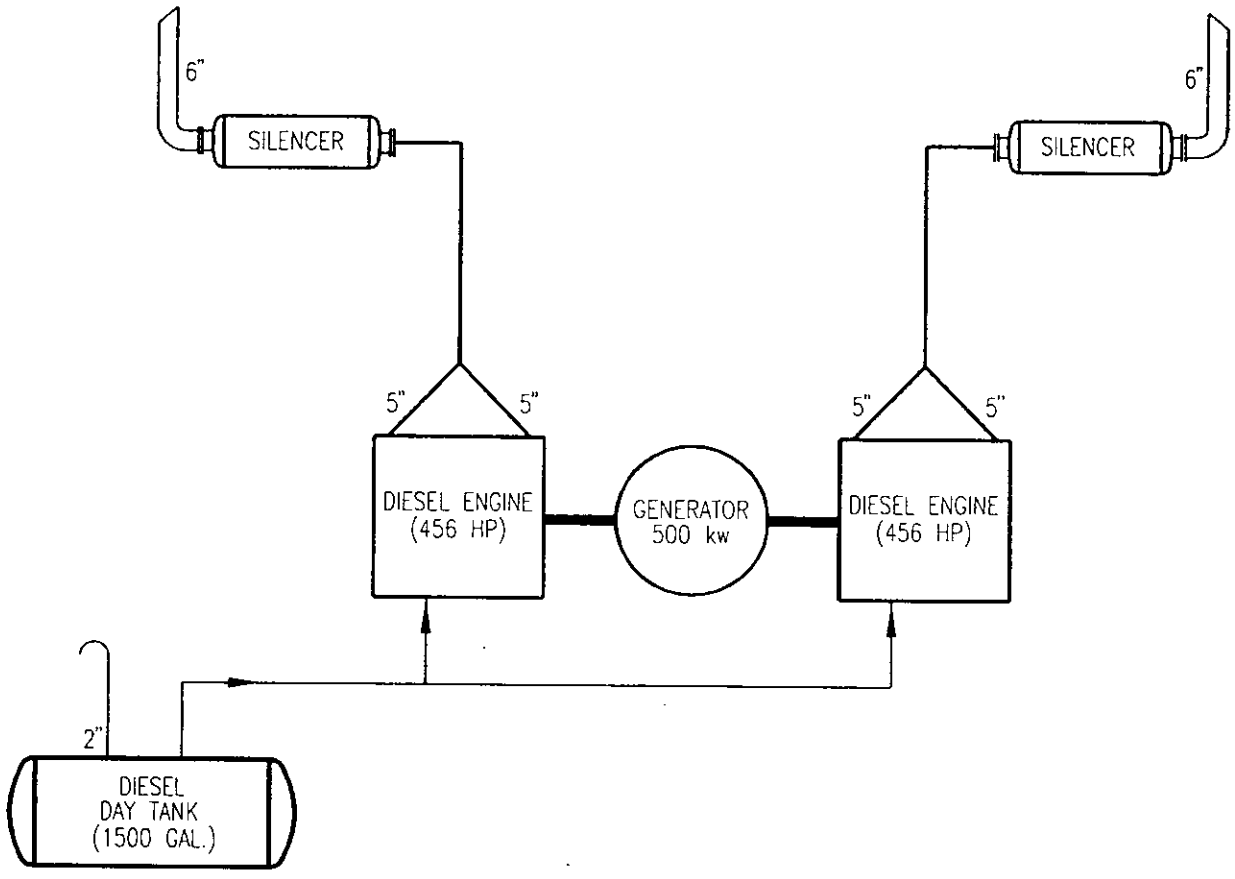 6”
6”
SILENCER
SILENCER
5”
5”
5”
5”
DIESEL ENGINE
(456 HP)
GENERATOR
500 kw
DIESEL ENGINE
(456 HP)
2”
DIESEL
DAY TANK
(1500 GAL.)